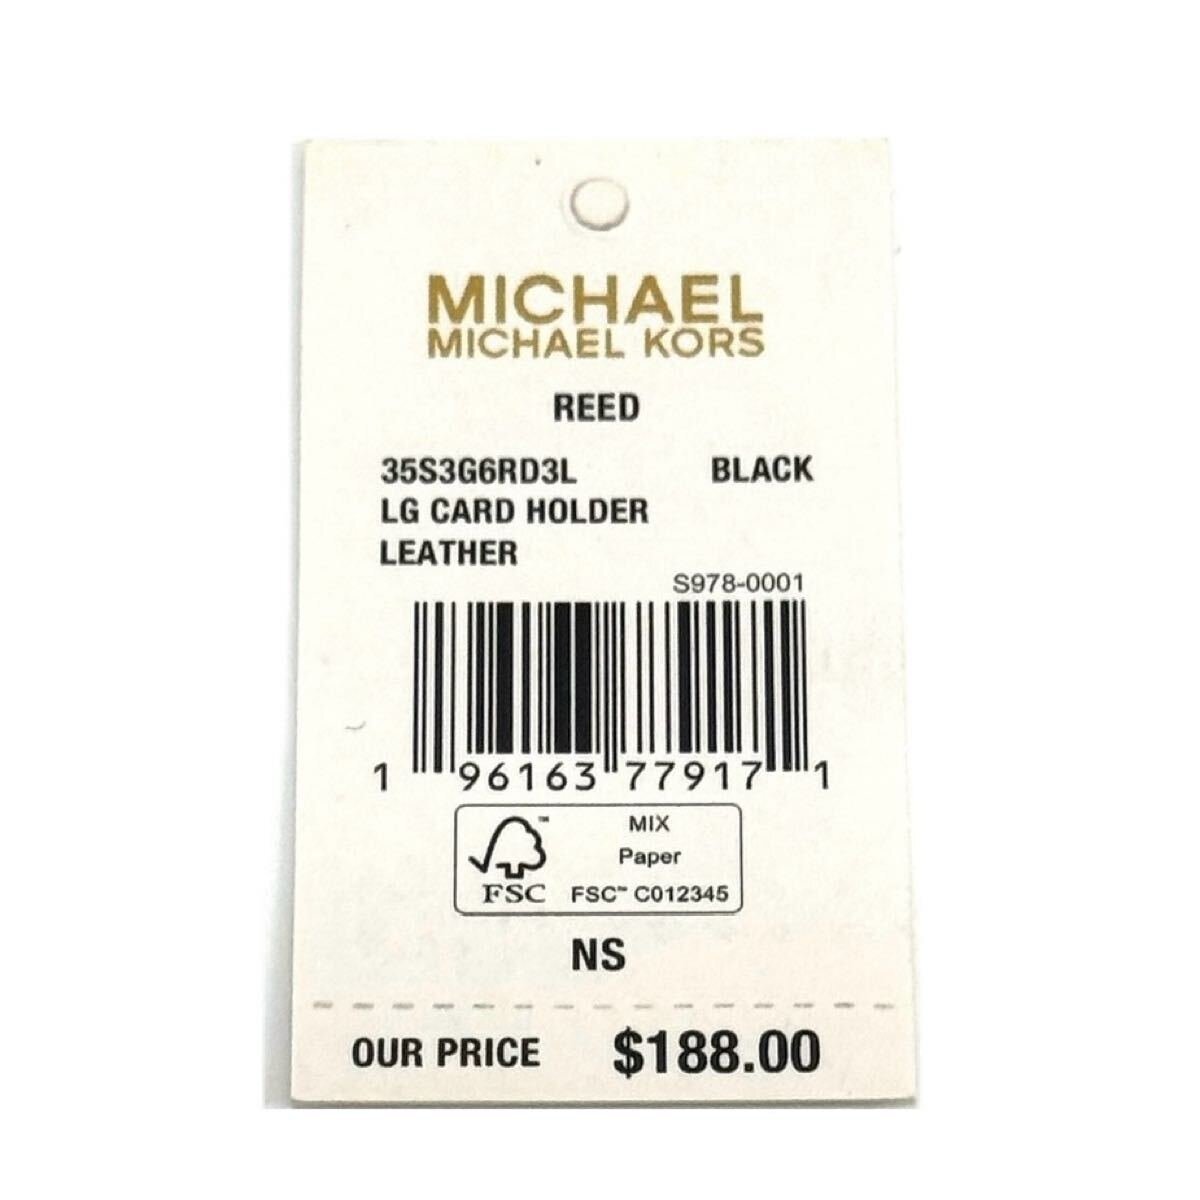 MICHAEL
MICHAEL KORS
REED
35S3G6RD3L BLACK
LG CARD HOLDER
LEATHER
S978-0001
1 96163 77917 1
FSC™
MIX
Paper
FSC™ C012345
NS
OUR PRICE $188.00